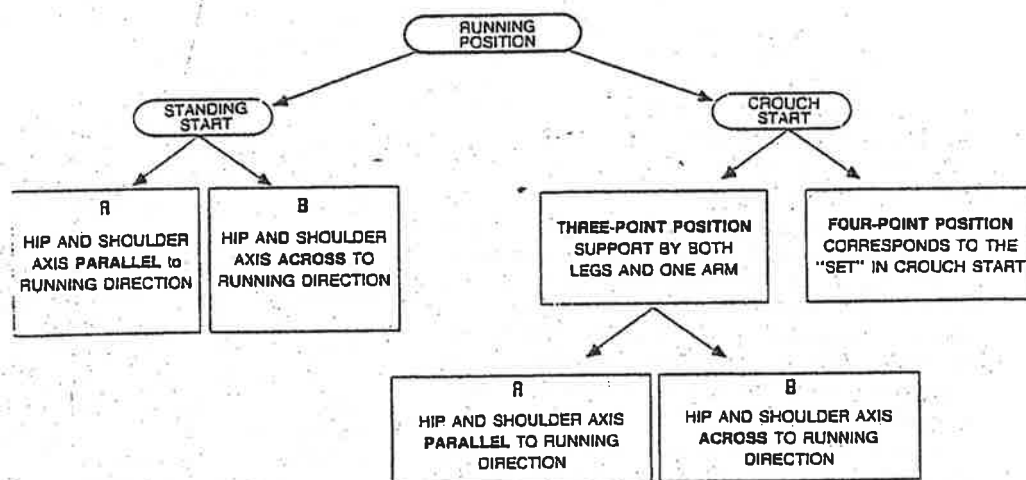 RUNNING
POSITION
STANDING
START
CROUCH
START
A
HIP AND SHOULDER
AXIS PARALLEL to
RUNNING DIRECTION
B
HIP AND SHOULDER
AXIS ACROSS TO
RUNNING DIRECTION
THREE-POINT POSITION
SUPPORT BY BOTH
LEGS AND ONE ARM
FOUR-POINT POSITION
CORRESPONDS TO THE
"SET" IN CROUCH START
A
HIP AND SHOULDER AXIS
PARALLEL TO RUNNING
DIRECTION
B
HIP AND SHOULDER AXIS
ACROSS TO RUNNING
DIRECTION